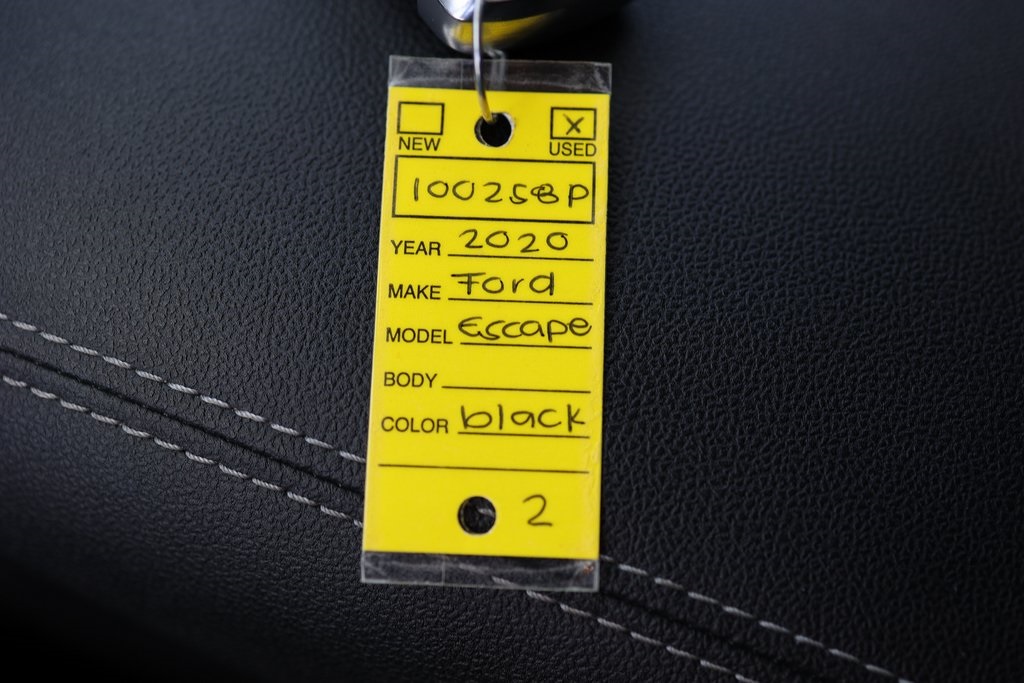 X
NEW USED
100258P
YEAR 2020
MAKE Ford
MODEL Escape
BODY
COLOR black
2